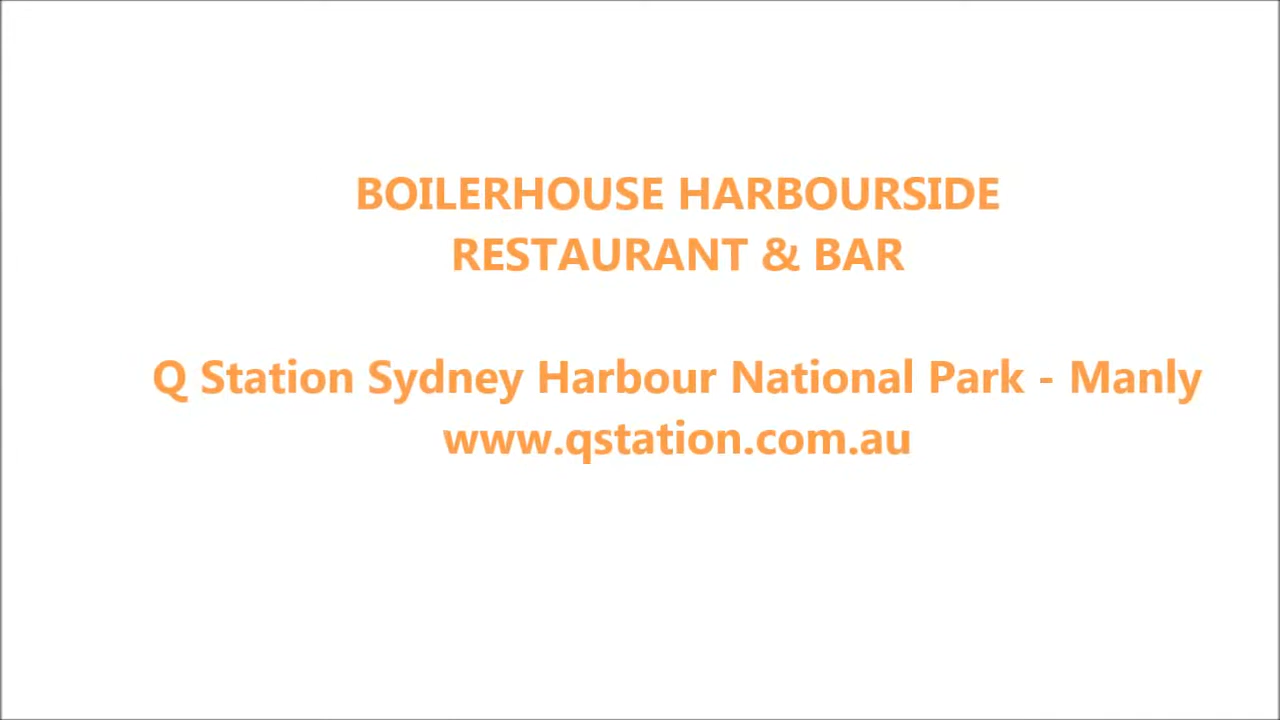 BOILERHOUSE HARBOURSIDE
RESTAURANT & BAR
Q Station Sydney Harbour National Park - Manly
www.qstation.com.au